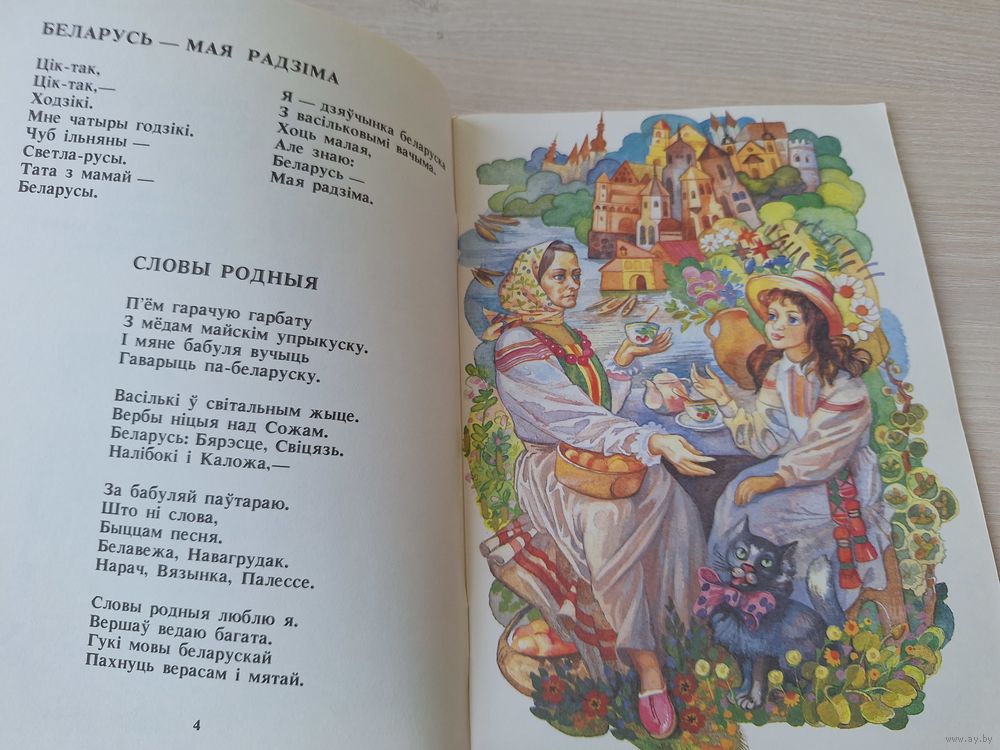 БЕЛАРУСЬ — МАЯ РАДЗІМА
Цік-так,
Цік-так,—
Ходзікі.
Мне чатыры годзікі.
Чуб ільняны —
Светла-русы.
Тата з мамай —
Беларусы.
Я — дзяўчынка беларуска
З васільковымі вачыма.
Хоць малая,
Але знаю:
Беларусь —
Мая радзіма.
СЛОВЫ РОДНЫЯ
П'ём гарачую гарбату
З мёдам майскім упрыкуску.
І мяне бабуля вучыць
Гаварыць па-беларуску.
Васількі ў світальным жыце.
Вербы ніцыя над Сожам.
Беларусь: Бярэсце, Свіцязь.
Налібокі і Каложа,—
За бабуляй паўтараю.
Што ні слова,
Быццам песня.
Белавежа, Навагрудак.
Нарач, Вязынка, Палессе.
Словы родныя люблю я.
Вершаў ведаю багата.
Гукі мовы беларускай
Пахнуць верасам і мятай.
4
www.ay.by